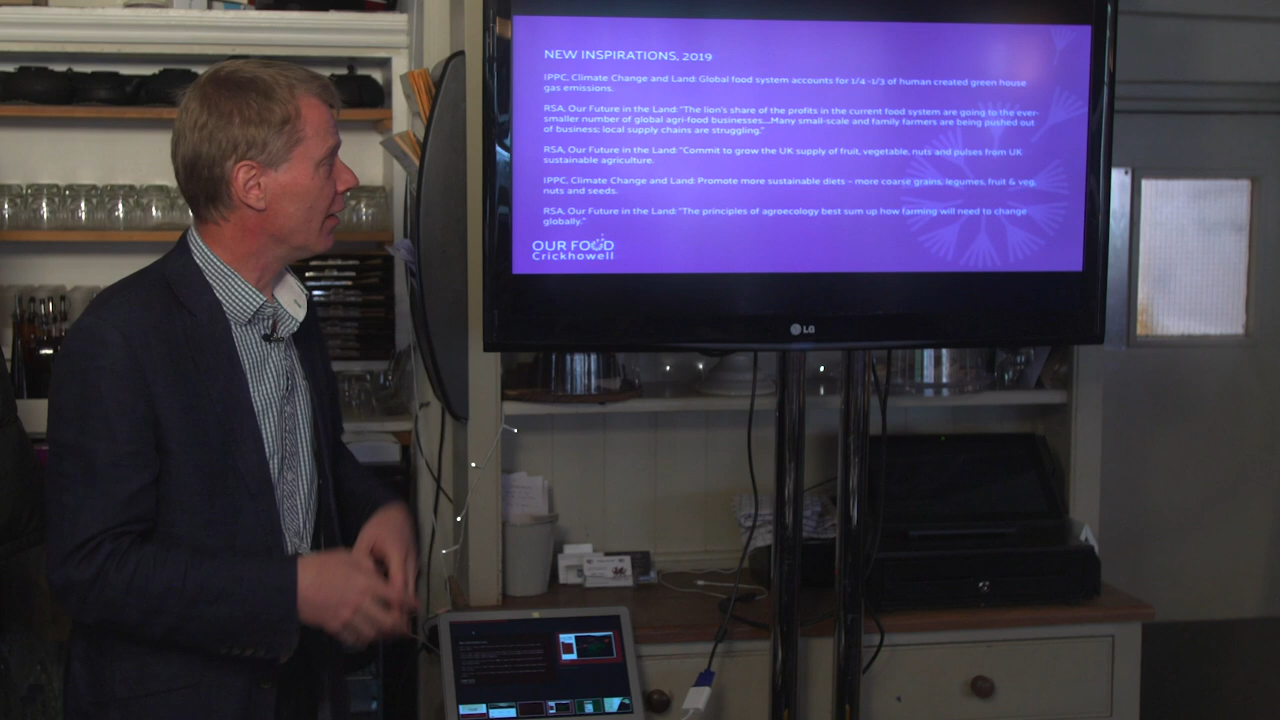 NEW INSPIRATIONS, 2019
IPPC, Climate Change and Land: Global food system accounts for 1/4 -1/3 of human created green house
gas emissions.
RSA, Our Future in the Land: "The lion's share of the profits in the current food system are going to the ever-
smaller number of global agri-food businesses....Many small-scale and family farmers are being pushed out
of business; local supply chains are struggling."
RSA, Our Future in the Land: "Commit to grow the UK supply of fruit, vegetable, nuts and pulses from UK
sustainable agriculture.
IPPC, Climate Change and Land: Promote more sustainable diets – more coarse grains, legumes, fruit & veg,
nuts and seeds.
RSA, Our Future in the Land: "The principles of agroecology best sum up how farming will need to change
globally."
OUR FOOD
Crickhowell
LG